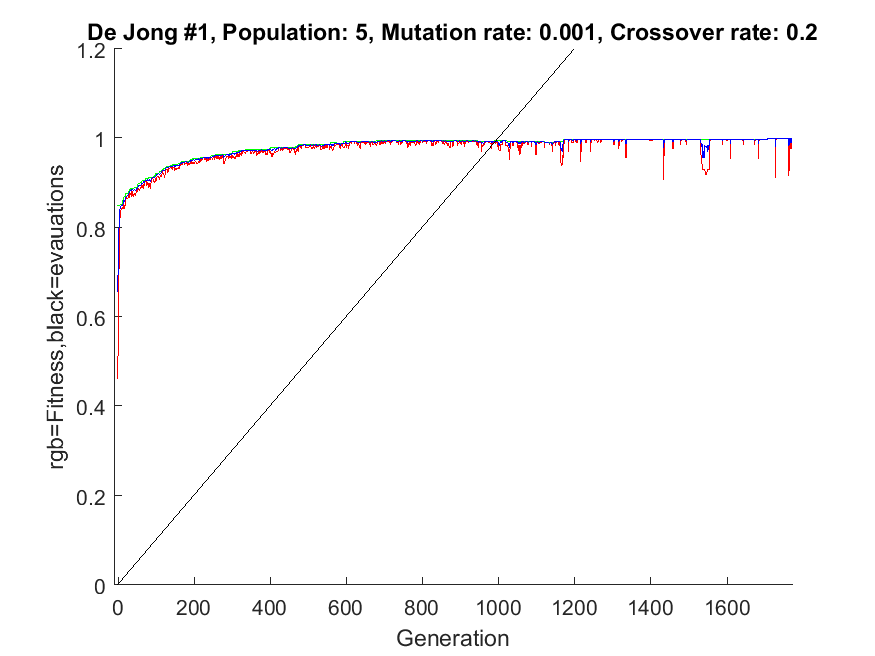 De Jong #1, Population: 5, Mutation rate: 0.001, Crossover rate: 0.2
1.2
1
0.8
0.6
0.4
0.2
0
rgb=Fitness,black=evauations
0 200 400 600 800 1000 1200 1400 1600
Generation